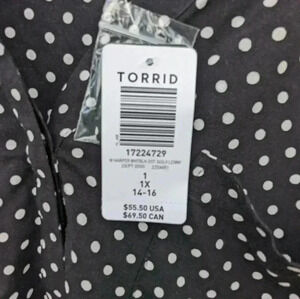 TORRID
17224729
1
1X
14-16
$55.50 USA
$69.50 CAN